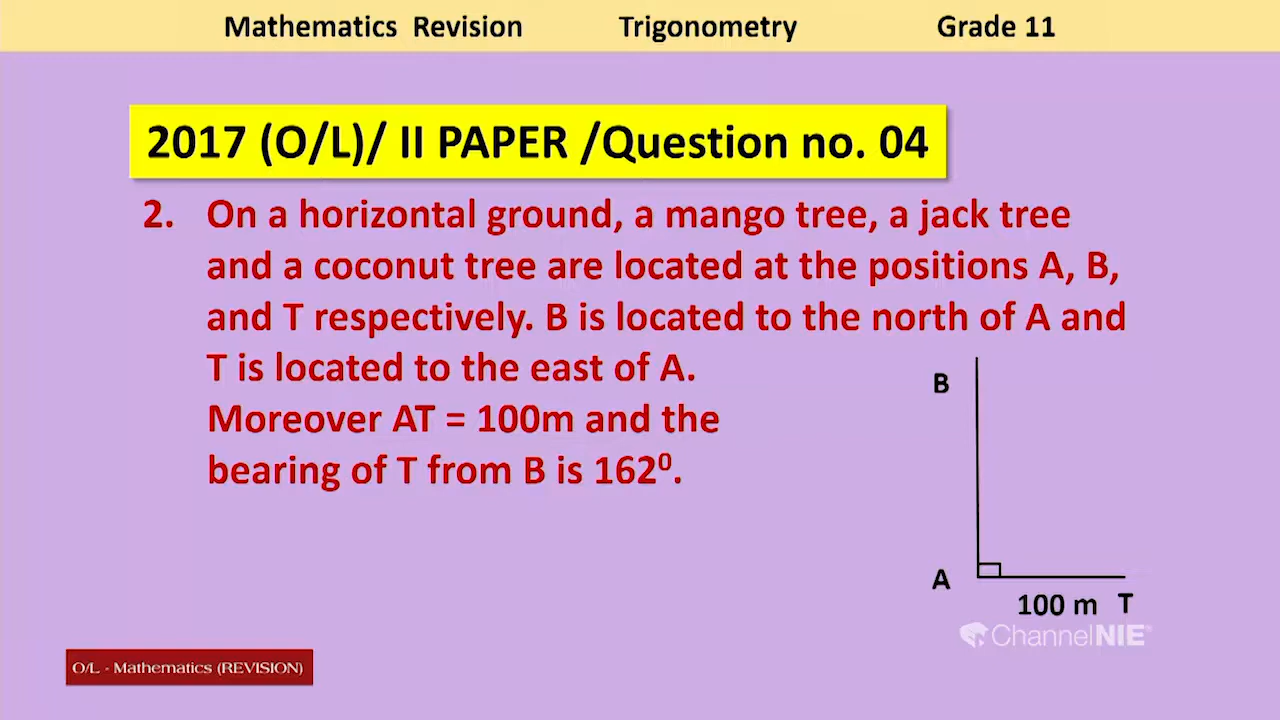 Mathematics Revision Trigonometry Grade 11
2017 (O/L)/ II PAPER /Question no. 04
2. On a horizontal ground, a mango tree, a jack tree
and a coconut tree are located at the positions A, B,
and T respectively. B is located to the north of A and
T is located to the east of A.
Moreover AT = 100m and the
bearing of T from B is 162⁰.
B
A
100 m T
ChannelNIE
O/L - Mathematics (REVISION)